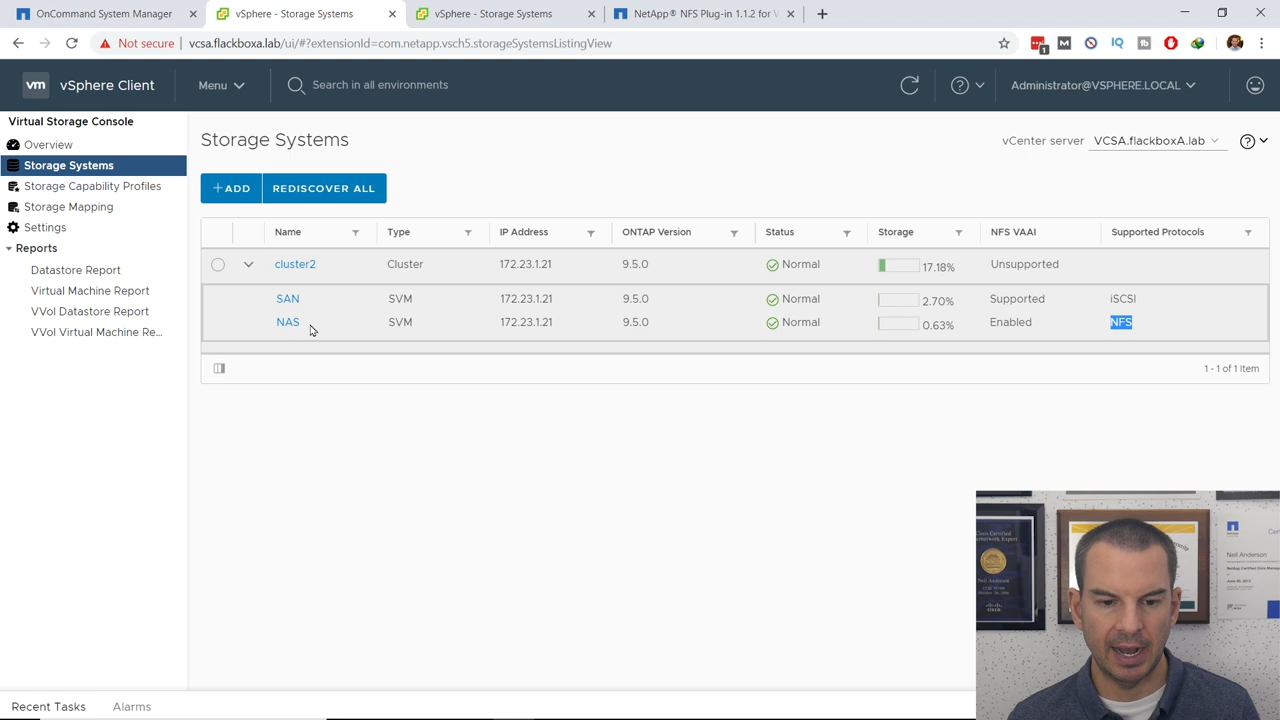 OnCommand System Manager
vSphere - Storage Systems
vSphere - Storage Systems
NetApp® NFS Plug-in 1.1.2 for V
Not secure
vcsa.flackboxa.lab/ui/#?extensionId=com.netapp.vsch5.storageSystemsListingView
vm vSphere Client
Menu
Search in all environments
Administrator@VSPHERE.LOCAL
Virtual Storage Console
Overview
Storage Systems
Storage Capability Profiles
Storage Mapping
Settings
Reports
Datastore Report
Virtual Machine Report
VVol Datastore Report
VVol Virtual Machine Re...
Storage Systems
vCenter server VCSA.flackboxA.lab
+ADD REDISCOVER ALL
Name Type IP Address ONTAP Version Status Storage NFS VAAI Supported Protocols
cluster2 Cluster 172.23.1.21 9.5.0 Normal 17.18% Unsupported
SAN SVM 172.23.1.21 9.5.0 Normal 2.70% Supported iSCSI
NAS SVM 172.23.1.21 9.5.0 Normal 0.63% Enabled NFS
1 - 1 of 1 Item
Neil Anderson
Recent Tasks Alarms